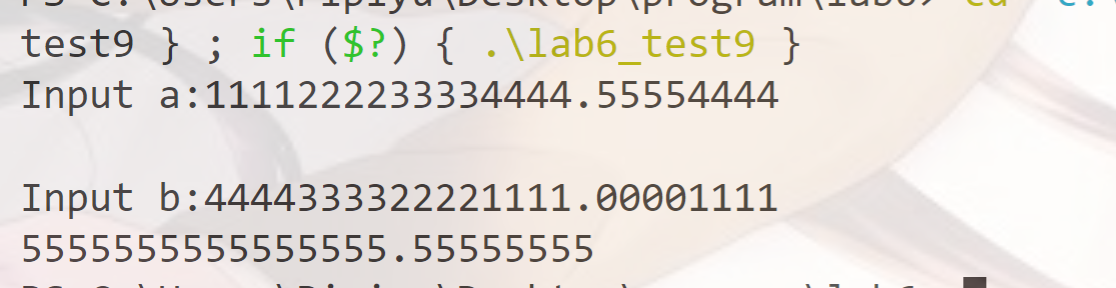 test9 } ; if ($?) { .\lab6_test9 }
Input a:1111222233334444.55554444
Input b:4444333322221111.00001111
5555555555555555.55555555